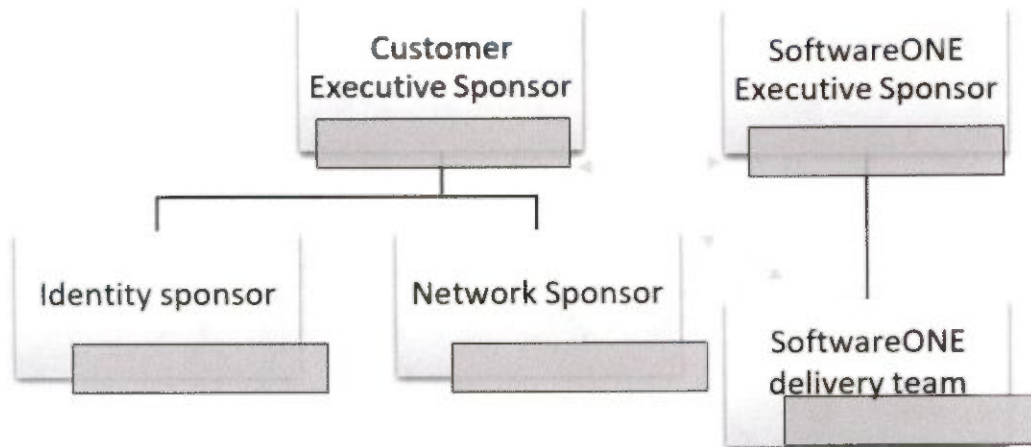 Customer
Executive Sponsor
SoftwareONE
Executive Sponsor
Identity sponsor
Network Sponsor
SoftwareONE
delivery team